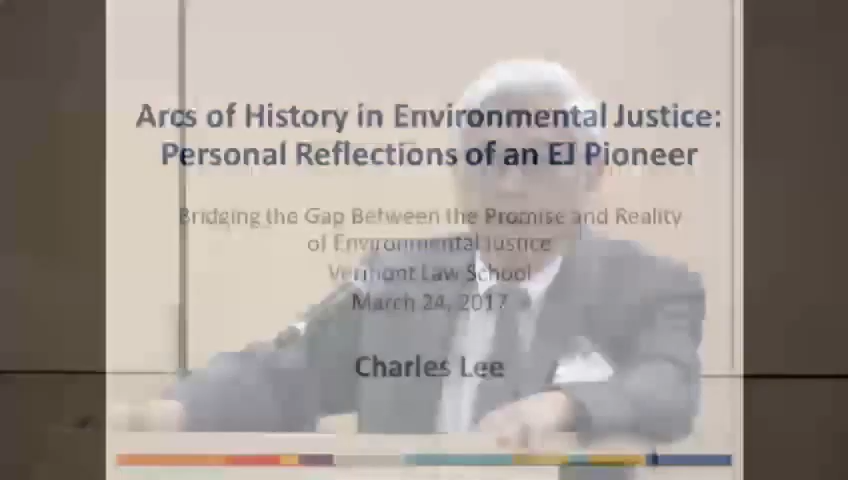 Arcs of History in Environmental Justice:
Personal Reflections of an EJ Pioneer
Bridging the Gap Between the Promise and Reality
of Environmental Justice
Vermont Law School
March 24, 2017
Charles Lee